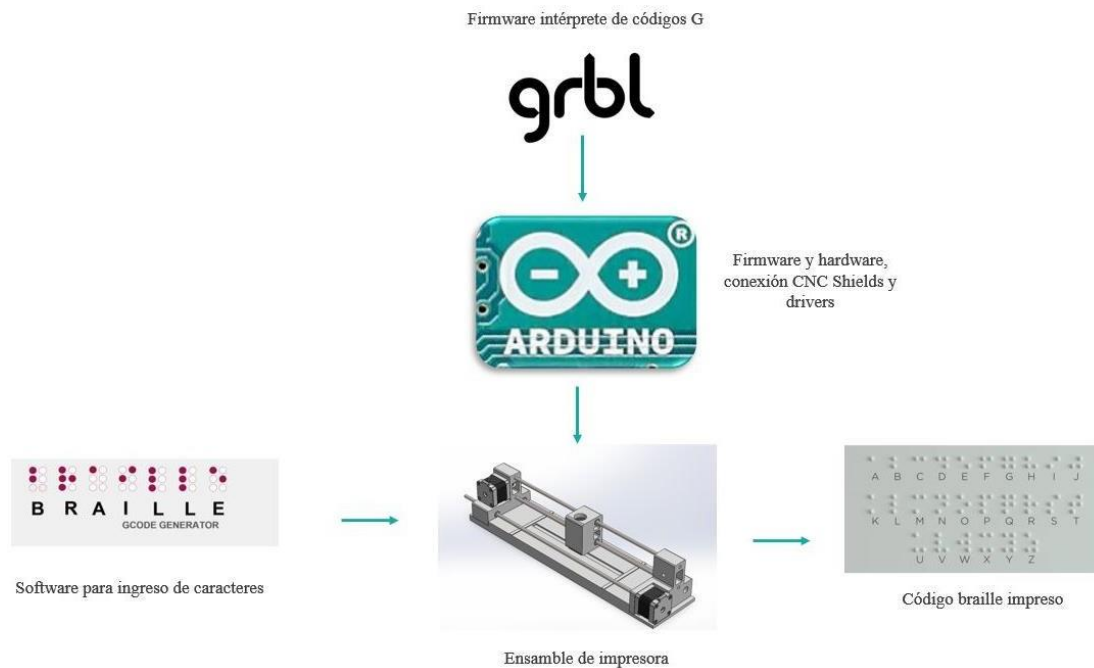 Firmware intérprete de códigos G
grbl
®
ARDUINO
Firmware y hardware,
conexión CNC Shields y
drivers
B R A I L L E
GCODE GENERATOR
Software para ingreso de caracteres
Ensamble de impresora
A B C D E F G H I J
K L M N O P Q R S T
U V W X Y Z
Código braille impreso